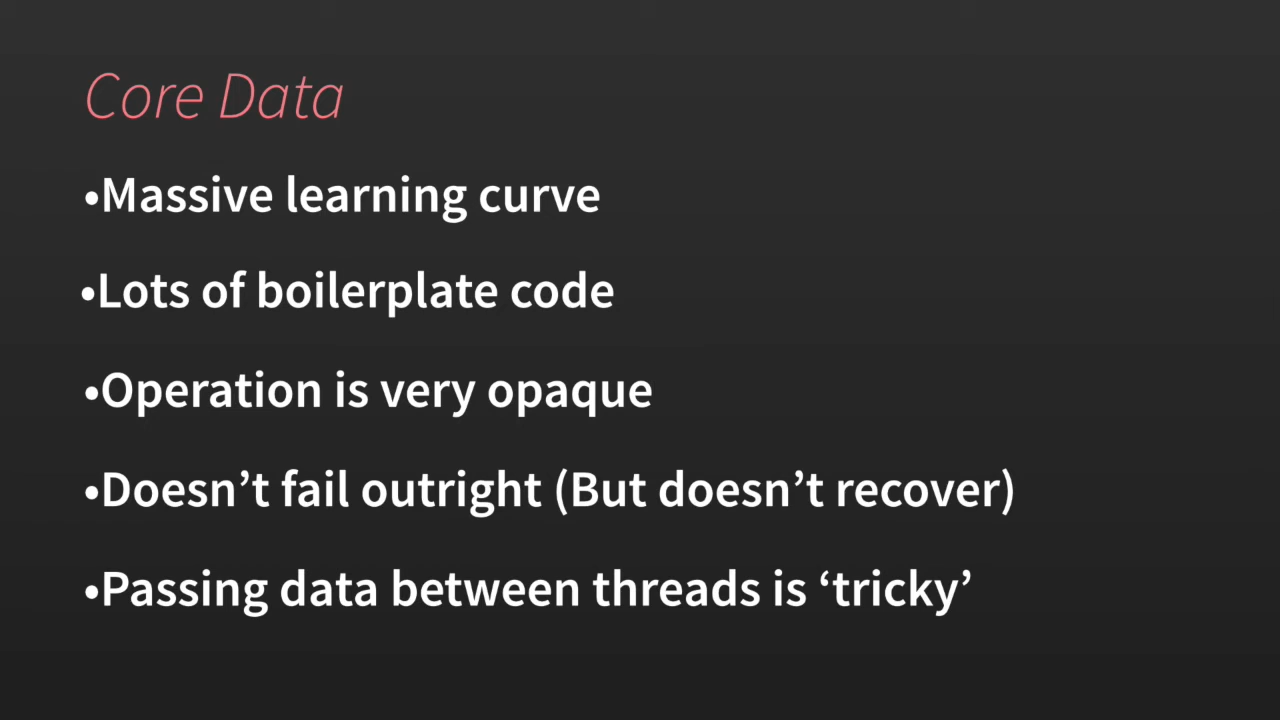 Core Data
•Massive learning curve
•Lots of boilerplate code
•Operation is very opaque
•Doesn’t fail outright (But doesn’t recover)
•Passing data between threads is ‘tricky’